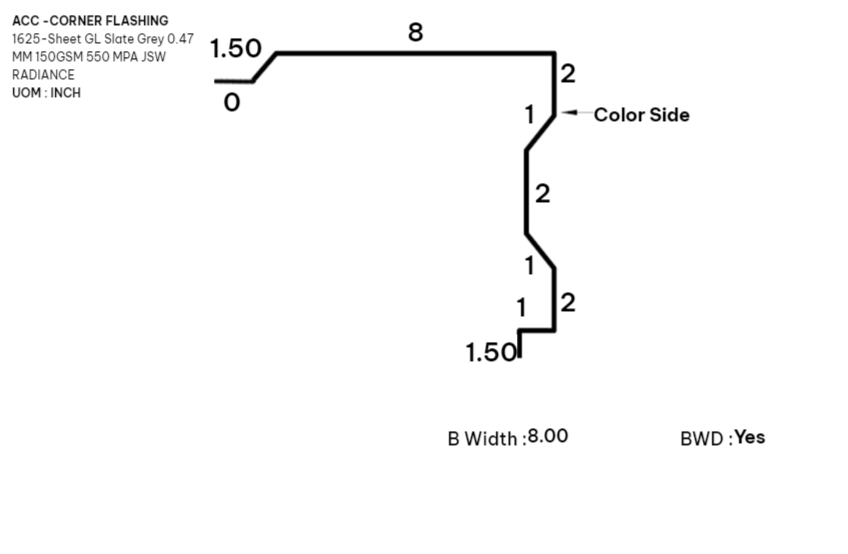 ACC -CORNER FLASHING
1625-Sheet GL Slate Grey 0.47
MM 150GSM 550 MPA JSW
RADIANCE
UOM : INCH
8
1.50
0
2
1
Color Side
2
1
1
2
1.50
B Width :8.00
BWD :Yes